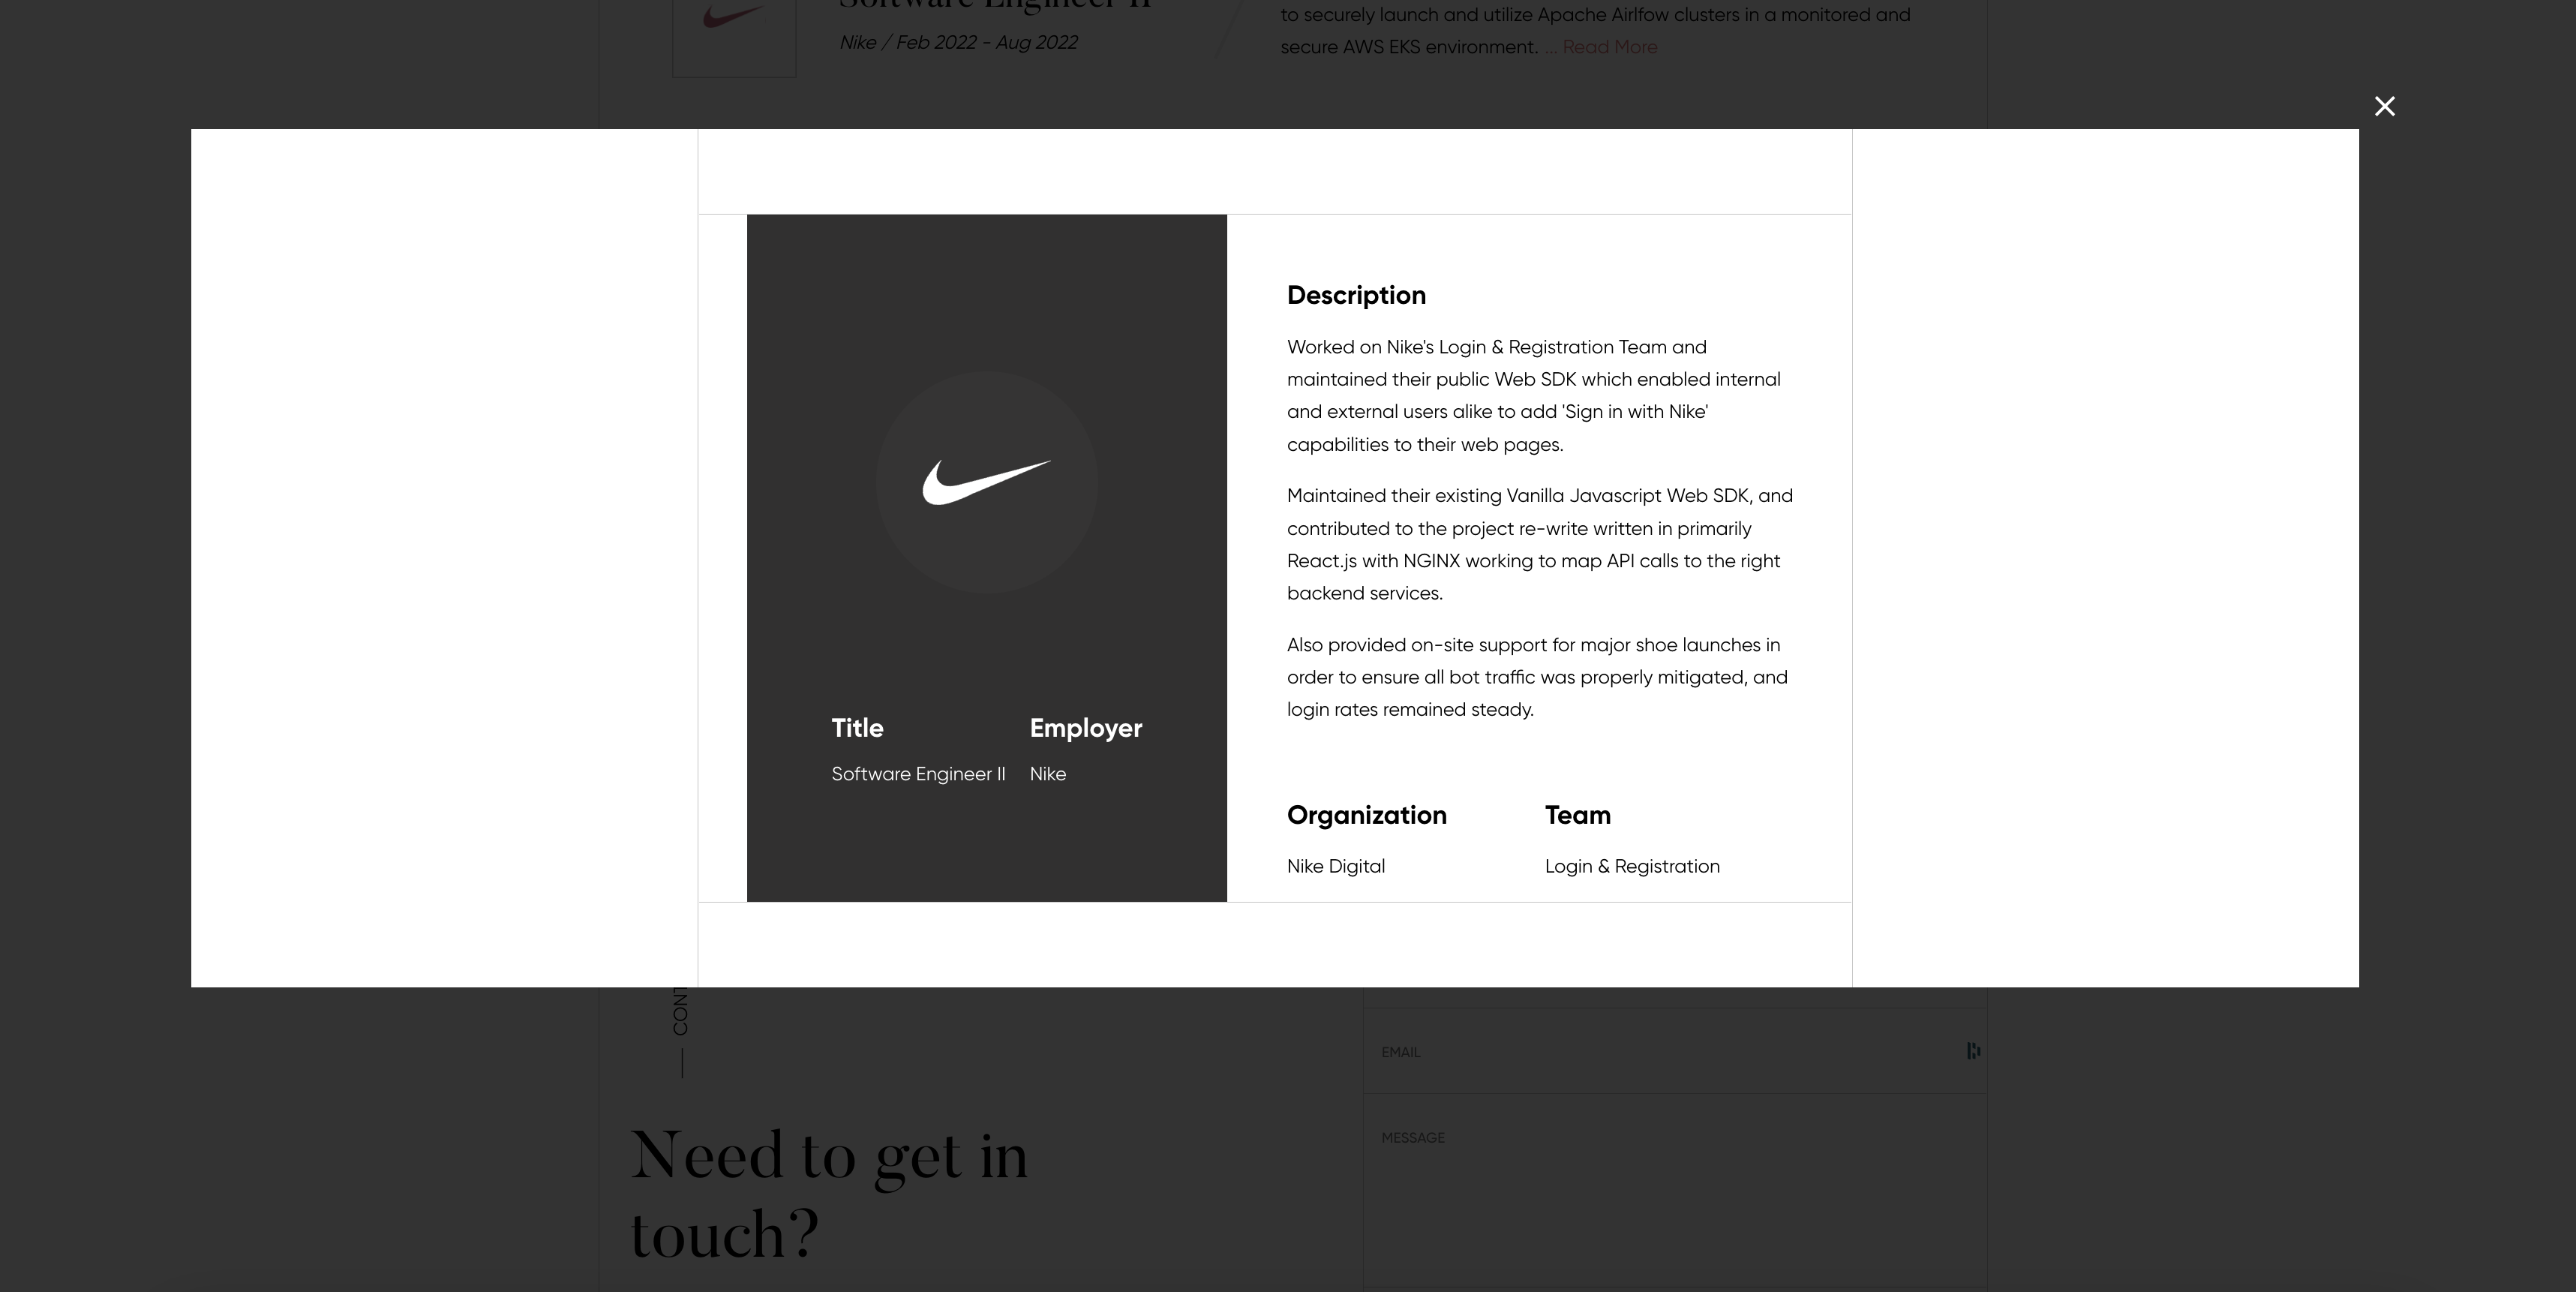 Software Engineer II
Nike / Feb 2022 - Aug 2022
to securely launch and utilize Apache Airlfow clusters in a monitored and
secure AWS EKS environment. ... Read More
Description
Worked on Nike's Login & Registration Team and
maintained their public Web SDK which enabled internal
and external users alike to add 'Sign in with Nike'
capabilities to their web pages.
Maintained their existing Vanilla Javascript Web SDK, and
contributed to the project re-write written in primarily
React.js with NGINX working to map API calls to the right
backend services.
Also provided on-site support for major shoe launches in
order to ensure all bot traffic was properly mitigated, and
login rates remained steady.
Title
Employer
Software Engineer II
Nike
Organization
Team
Nike Digital
Login & Registration
CONT
EMAIL
MESSAGE
Need to get in
touch?